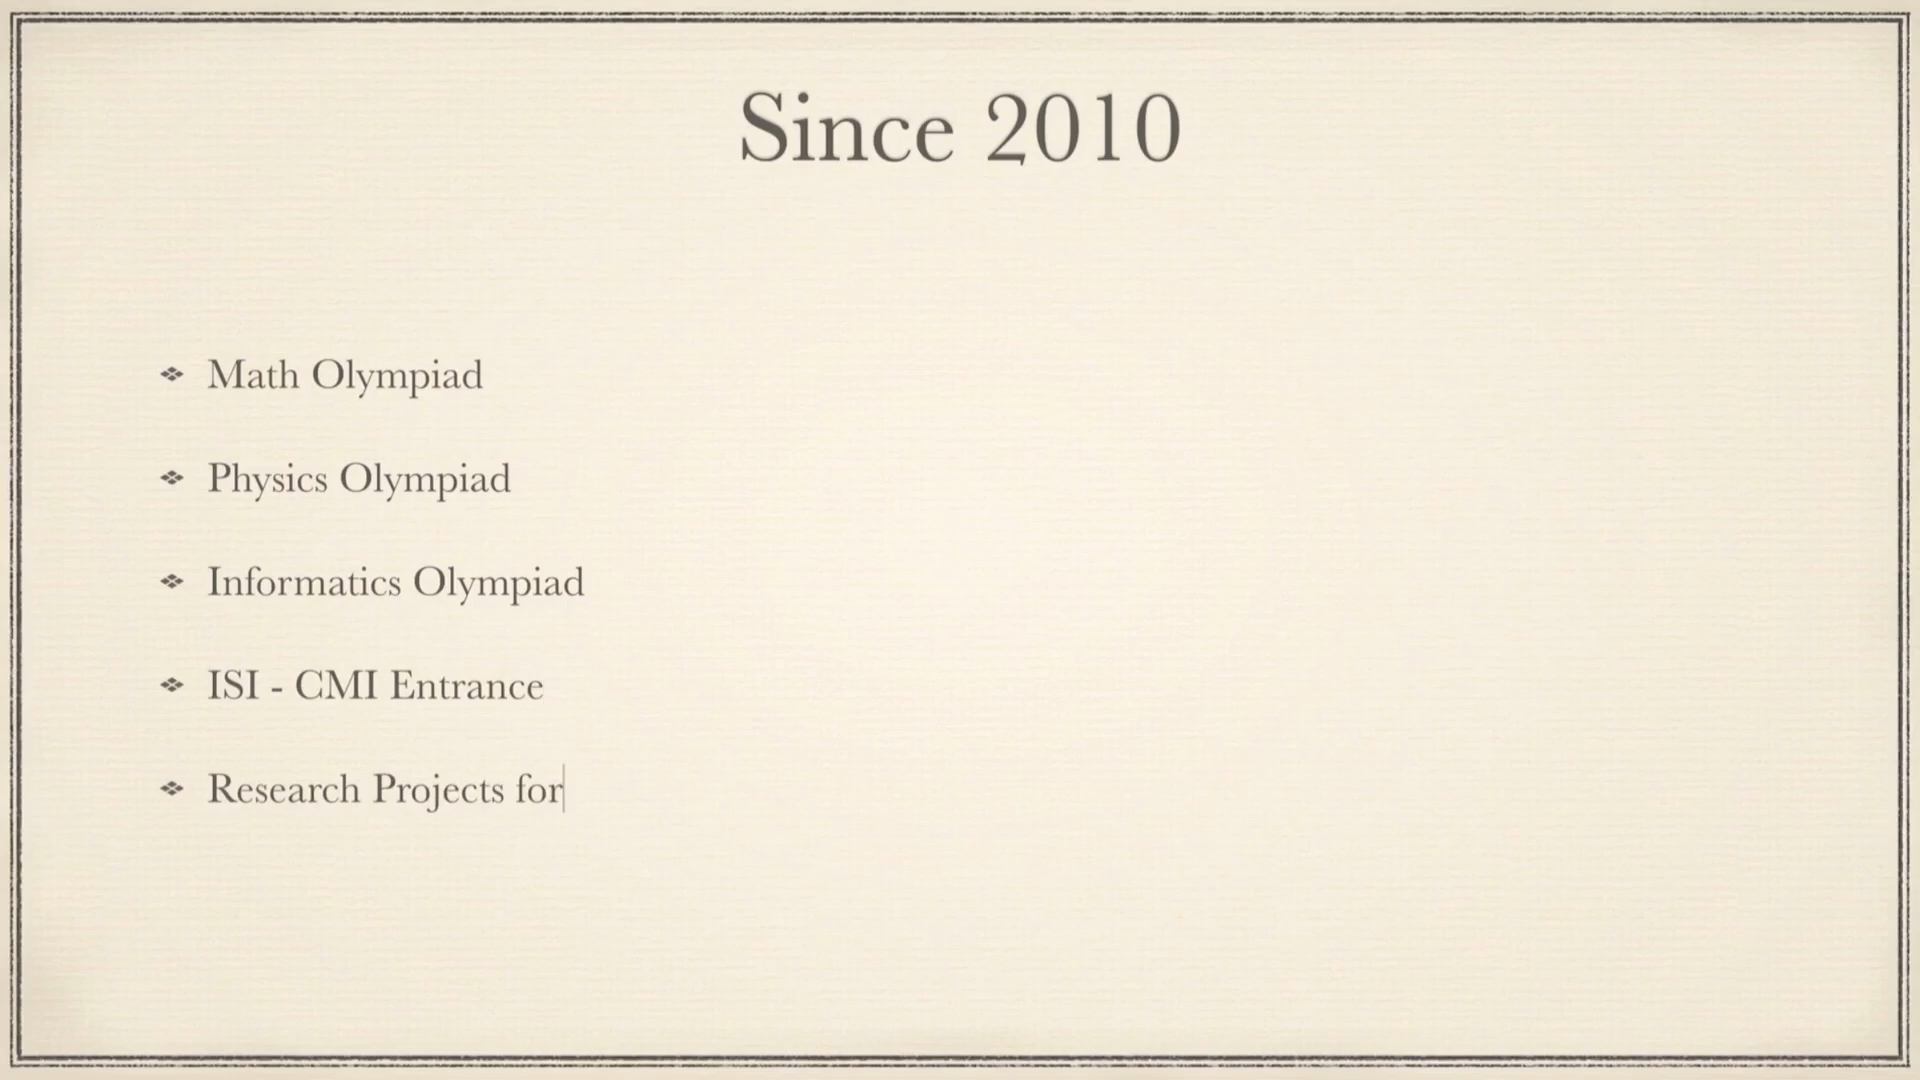 Since 2010
Math Olympiad
Physics Olympiad
Informatics Olympiad
ISI - CMI Entrance
Research Projects for